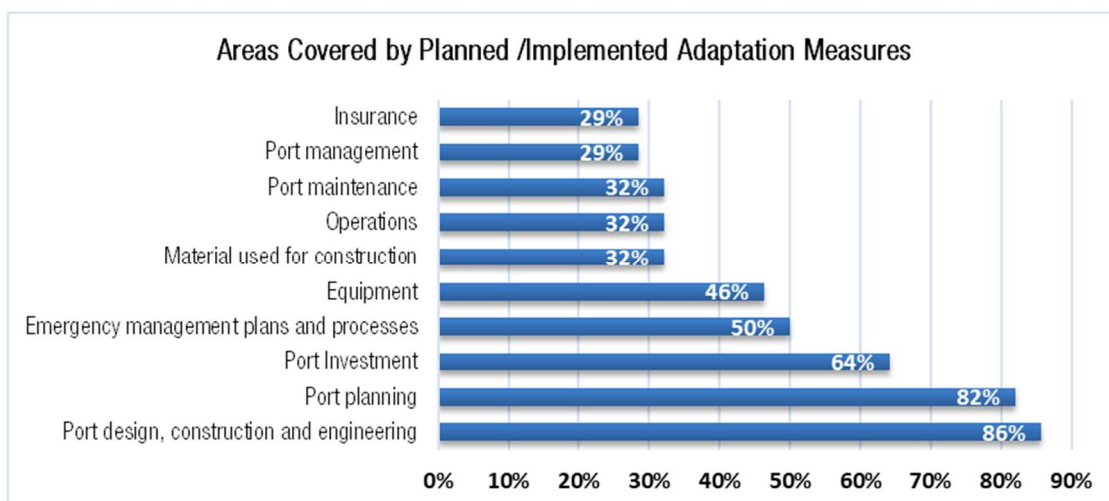 Areas Covered by Planned /Implemented Adaptation Measures
Insurance 29%
Port management 29%
Port maintenance 32%
Operations 32%
Material used for construction 32%
Equipment 46%
Emergency management plans and processes 50%
Port Investment 64%
Port planning 82%
Port design, construction and engineering 86%
0% 10% 20% 30% 40% 50% 60% 70% 80% 90%